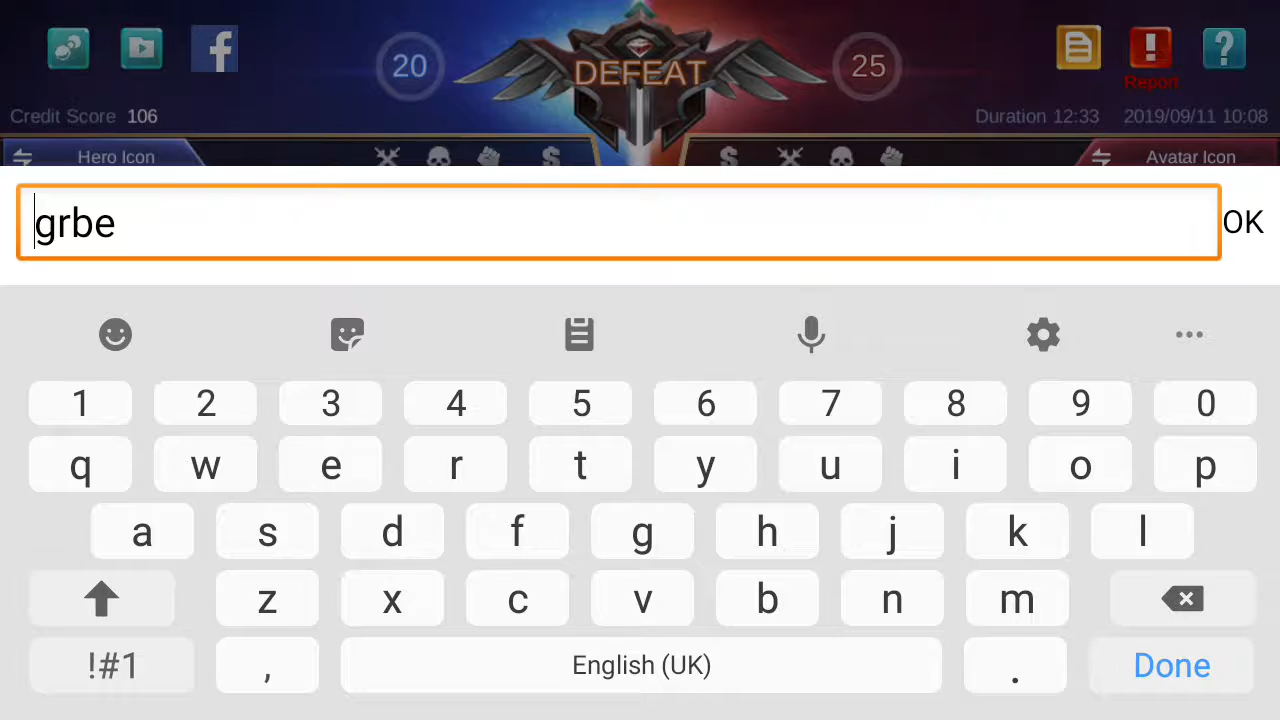 20 DEFEAT 25
Report
Credit Score 106 Duration 12:33 2019/09/11 10:08
Hero Icon Avatar Icon
grbe OK
1 2 3 4 5 6 7 8 9 0
q w e r t y u i o p
a s d f g h j k l
z x c v b n m
!#1 , English (UK) . Done